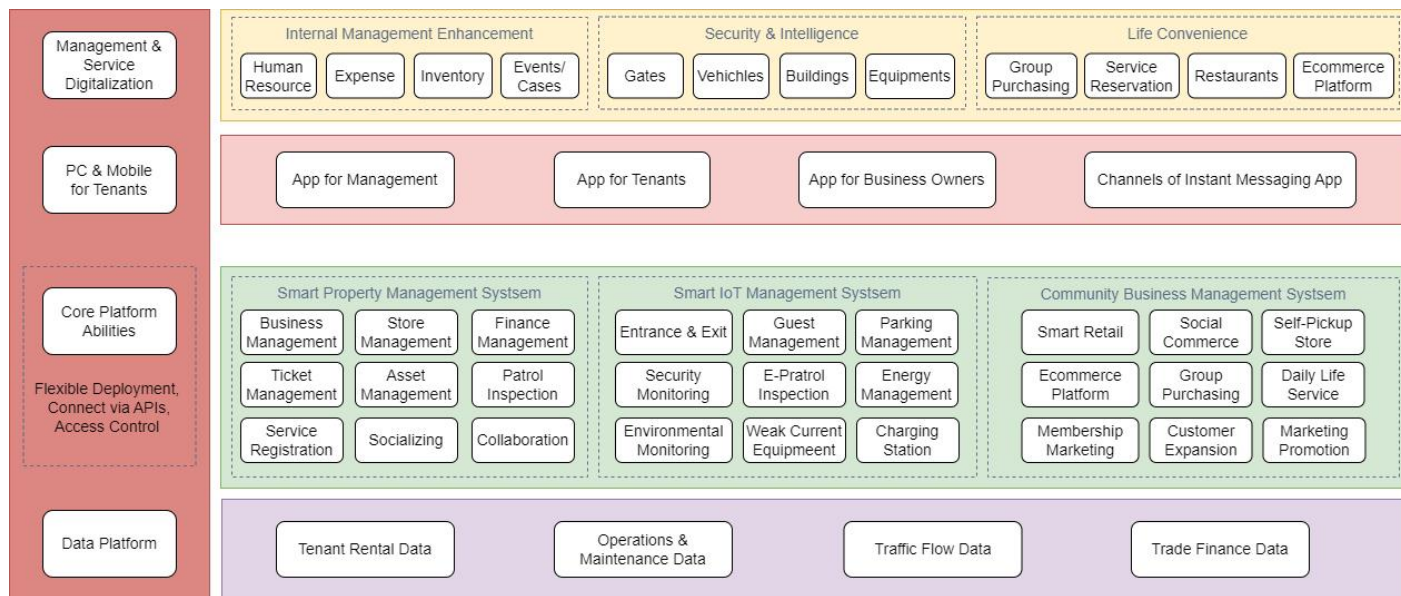 Management &
Service
Digitalization
Internal Management Enhancement
Human
Resource
Expense
Inventory
Events/
Cases
Security & Intelligence
Gates
Vehichles
Buildings
Equipments
Life Convenience
Group
Purchasing
Service
Reservation
Restaurants
Ecommerce
Platform
PC & Mobile
for Tenants
App for Management
App for Tenants
App for Business Owners
Channels of Instant Messaging App
Core Platform
Abilities
Flexible Deployment,
Connect via APIs,
Access Control
Smart Property Management Systsem
Business
Management
Store
Management
Finance
Management
Ticket
Management
Asset
Management
Patrol
Inspection
Service
Registration
Socializing
Collaboration
Smart IoT Management Systsem
Entrance & Exit
Guest
Management
Parking
Management
Security
Monitoring
E-Pratrol
Inspection
Energy
Management
Environmental
Monitoring
Weak Current
Equipmeent
Charging
Station
Community Business Management Systsem
Smart Retail
Social
Commerce
Self-Pickup
Store
Ecommerce
Platform
Group
Purchasing
Daily Life
Service
Membership
Marketing
Customer
Expansion
Marketing
Promotion
Data Platform
Tenant Rental Data
Operations &
Maintenance Data
Traffic Flow Data
Trade Finance Data